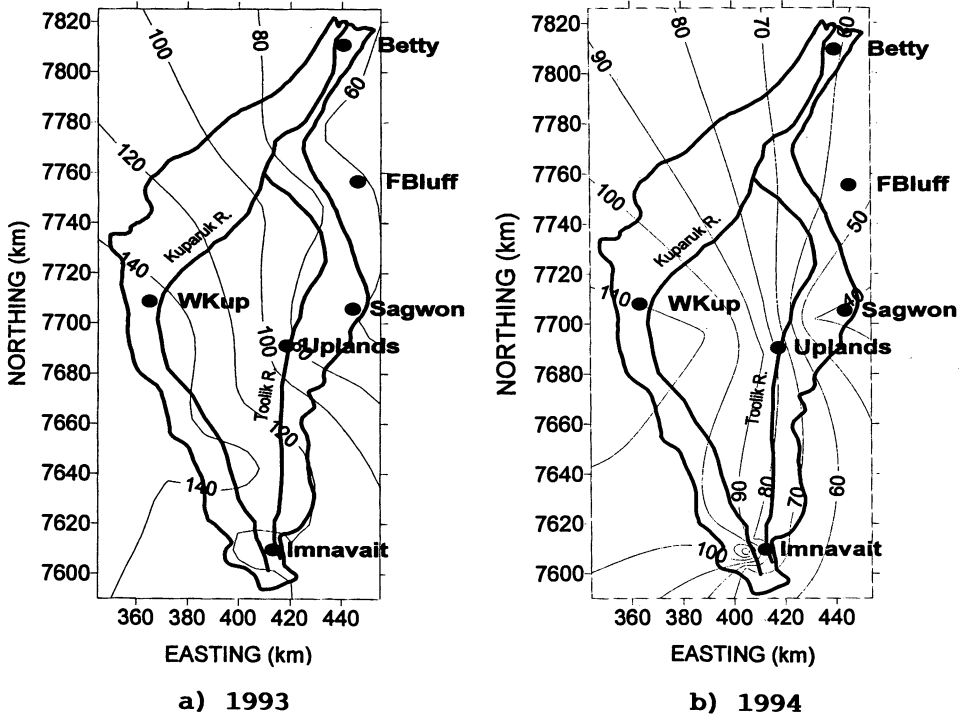 7820
7800
7780
7760
7740
7720
7700
7680
7660
7640
7620
7600
NORTHING (km)
360 380 400 420 440
EASTING (km)
a) 1993
100
80
60
120
140
100
80
120
140
Betty
FBluff
Kuparuk R.
WKup
Sagwon
Uplands
Toolik R.
Imnavait
7820
7800
7780
7760
7740
7720
7700
7680
7660
7640
7620
7600
NORTHING (km)
360 380 400 420 440
EASTING (km)
b) 1994
90
80
70
60
100
50
110
40
90
80
70
60
100
Betty
FBluff
Kuparuk R.
WKup
Sagwon
Uplands
Toolik R.
Imnavait